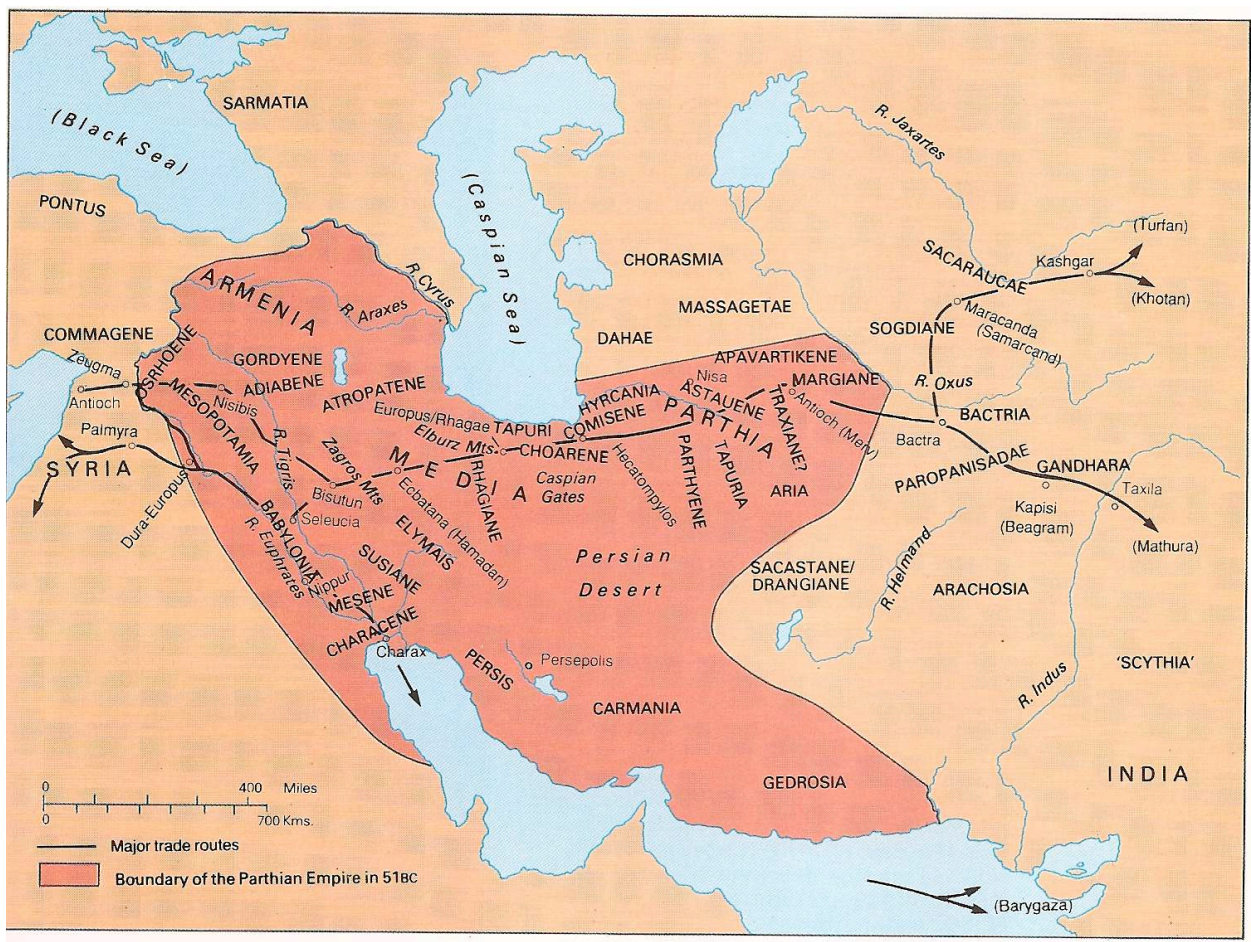 SARMATIA
(Black Sea)
PONTUS
(Caspian Sea)
R. Jaxartes
(Turfan)
SACARAUCAE
Kashgar
(Khotan)
CHORASMIA
MASSAGETAE
SOGDIANE
Maracanda
(Samarcand)
DAHAE
ARMENIA
R. Cyrus
R. Araxes
COMMAGENE
Zeugma
OSRHOENE
GORDYENE
ADIABENE
Antioch
MESOPOTAMIA
Nisibis
ATROPATENE
APAVARTIKENE
Nisa
MARGIANE
R. Oxus
HYRCANIA
ASTAUENE
TRAXIANE?
Antioch (Merv)
BACTRIA
Bactra
Europus/Rhagae
TAPURI
COMISENE
PARTHIA
Elburz Mts.
CHOARENE
Palmyra
SYRIA
R. Tigris
Zagros Mts
MEDIA
RHAGIANE
Caspian
Gates
Hecatompylos
PARTHYENE
TAPURIA
ARIA
PAROPANISADAE
GANDHARA
Kapisi
(Beagram)
Taxila
(Mathura)
Dura-Europus
Bisutun
Ecbatana (Hamadan)
Seleucia
BABYLONIA
R. Euphrates
ELYMAIS
SUSIANE
Nippur
MESENE
CHARACENE
Charax
Persian
Desert
SACASTANE/
DRANGIANE
R. Helmand
ARACHOSIA
PERSIS
Persepolis
CARMANIA
'SCYTHIA'
R. Indus
GEDROSIA
INDIA
0 400 Miles
0 700 Kms.
Major trade routes
Boundary of the Parthian Empire in 51BC
(Barygaza)